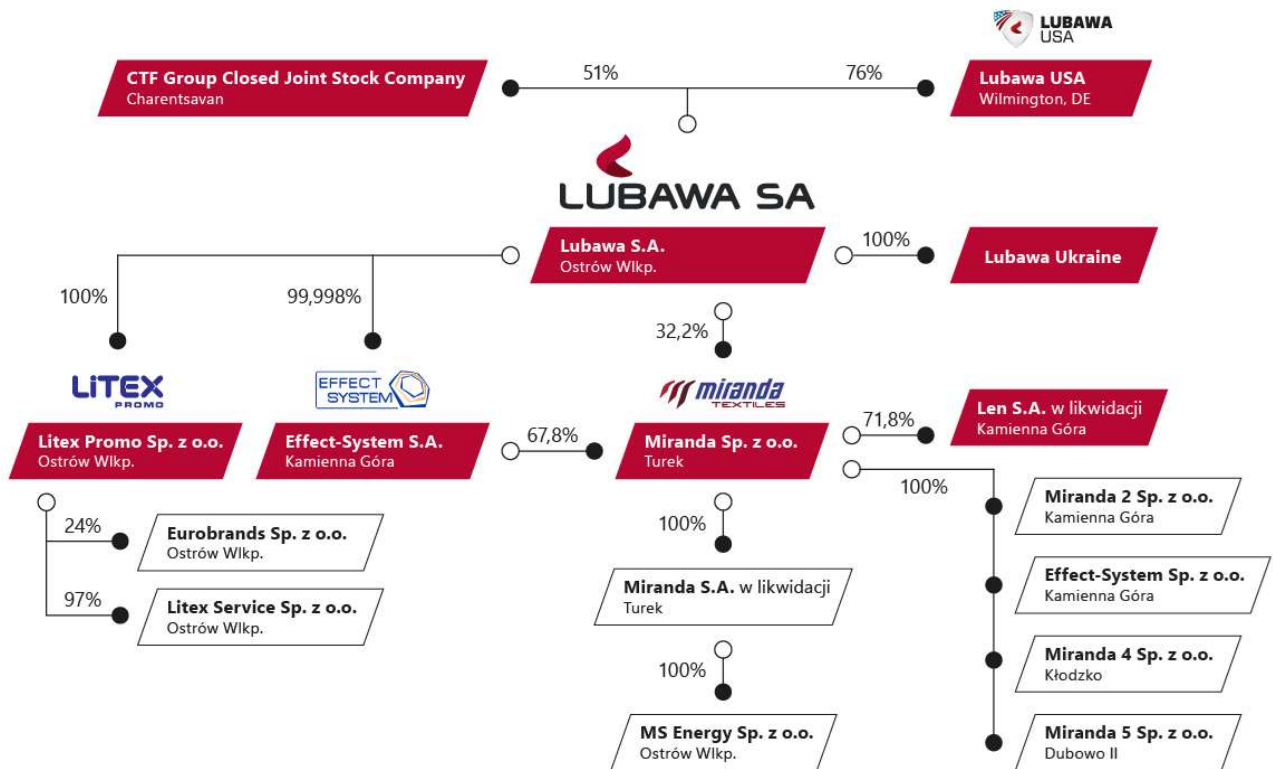 LUBAWA
USA
CTF Group Closed Joint Stock Company
Charentsavan
51%
76%
Lubawa USA
Wilmington, DE
LUBAWA SA
Lubawa S.A.
Ostrów Wlkp.
100%
Lubawa Ukraine
100%
99,998%
32,2%
LiTEX
PROMO
EFFECT
SYSTEM
miranda
TEXTILES
Litex Promo Sp. z o.o.
Ostrów Wlkp.
Effect-System S.A.
Kamienna Góra
67,8%
Miranda Sp. z o.o.
Turek
71,8%
Len S.A. w likwidacji
Kamienna Góra
100%
24%
Eurobrands Sp. z o.o.
Ostrów Wlkp.
97%
Litex Service Sp. z o.o.
Ostrów Wlkp.
100%
Miranda S.A. w likwidacji
Turek
100%
MS Energy Sp. z o.o.
Ostrów Wlkp.
Miranda 2 Sp. z o.o.
Kamienna Góra
Effect-System Sp. z o.o.
Kamienna Góra
Miranda 4 Sp. z o.o.
Kłodzko
Miranda 5 Sp. z o.o.
Dubowo II